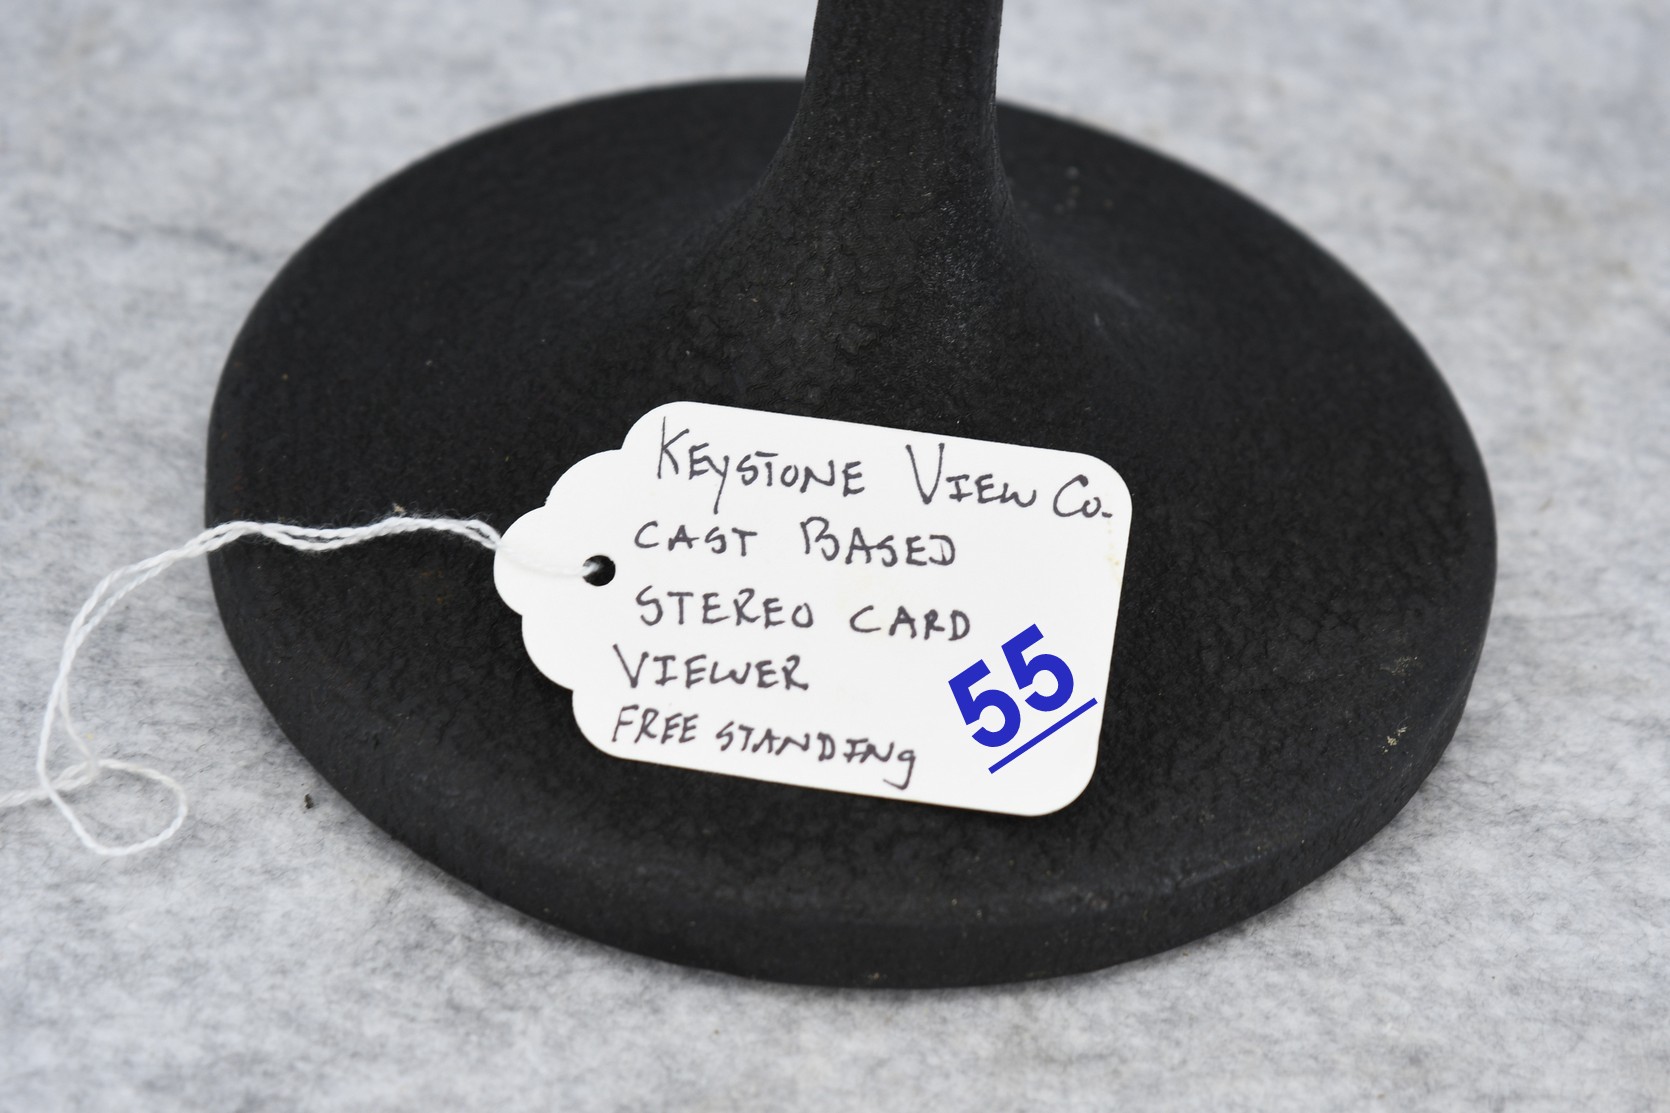 KEYSTONE VIEW Co.
CAST BASED
STEREO CARD
VIEWER
FREE STANDING
55